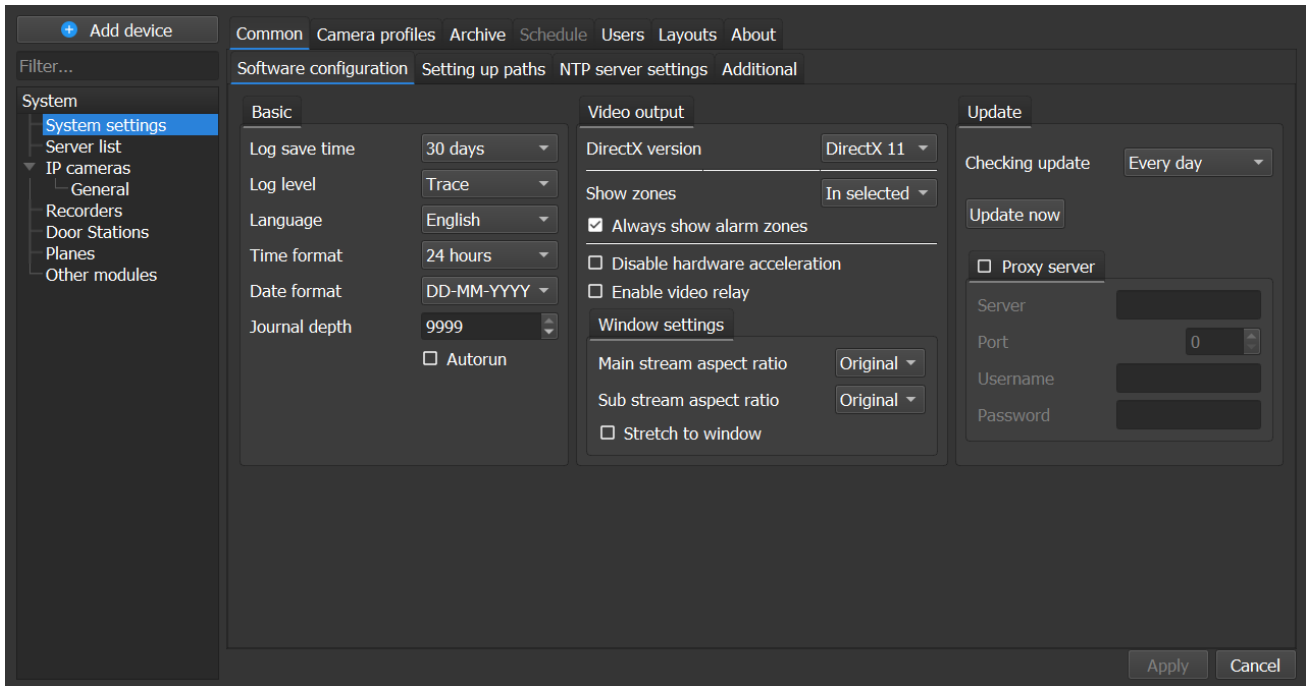 Add device
Filter...
System
System settings
Server list
IP cameras
General
Recorders
Door Stations
Planes
Other modules
Common Camera profiles Archive Schedule Users Layouts About
Software configuration Setting up paths NTP server settings Additional
Basic
Log save time 30 days
Log level Trace
Language English
Time format 24 hours
Date format DD-MM-YYYY
Journal depth 9999
Autorun
Video output
DirectX version DirectX 11
Show zones In selected
Always show alarm zones
Disable hardware acceleration
Enable video relay
Window settings
Main stream aspect ratio Original
Sub stream aspect ratio Original
Stretch to window
Update
Checking update Every day
Update now
Proxy server
Server
Port 0
Username
Password
Apply Cancel